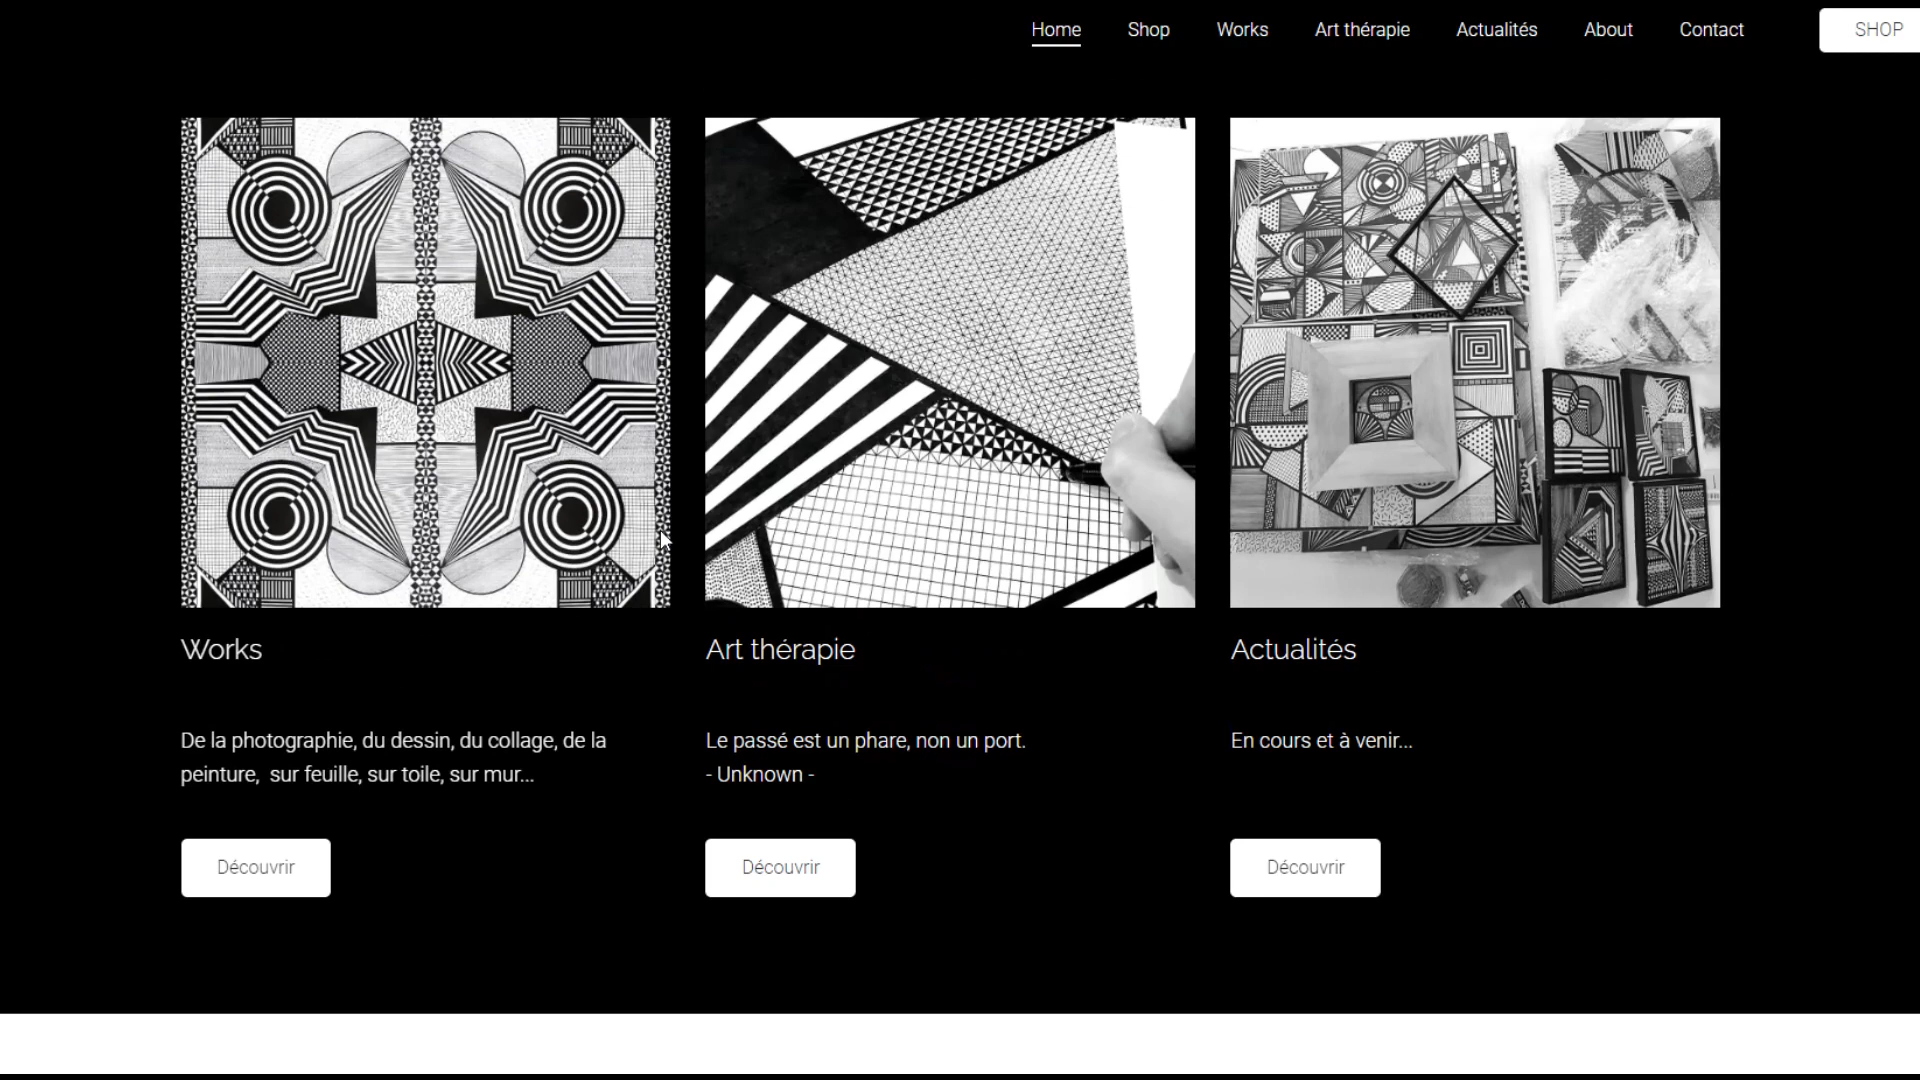 Home Shop Works Art thérapie Actualités About Contact SHOP
Works
De la photographie, du dessin, du collage, de la
peinture,  sur feuille, sur toile, sur mur...
Découvrir
Art thérapie
Le passé est un phare, non un port.
- Unknown -
Découvrir
Actualités
En cours et à venir...
Découvrir